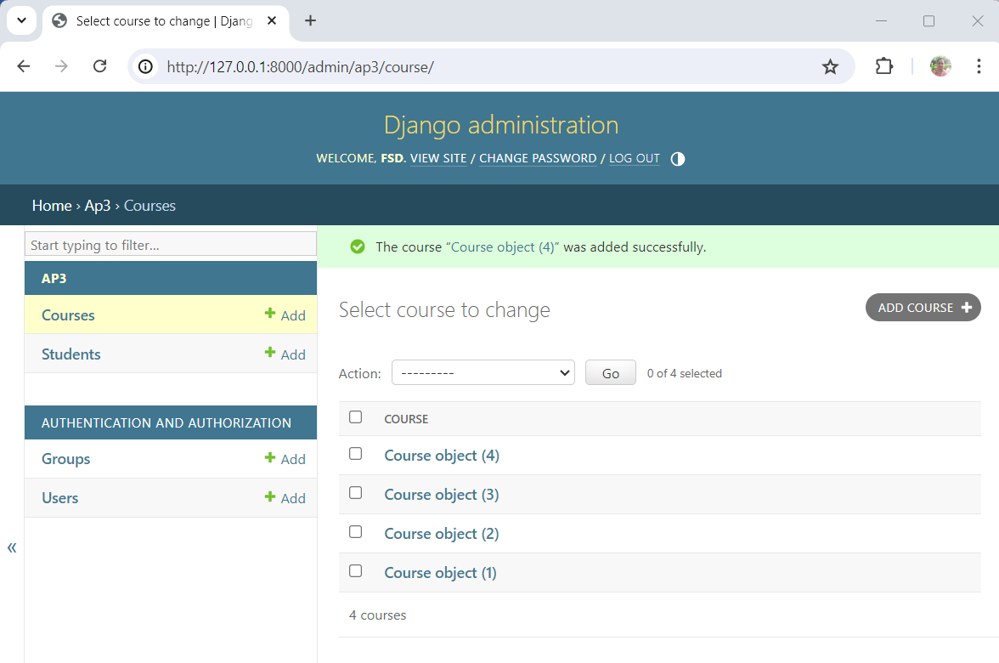 Select course to change | Djang
http://127.0.0.1:8000/admin/ap3/course/
Django administration
WELCOME, FSD. VIEW SITE / CHANGE PASSWORD / LOG OUT
Home › Ap3 › Courses
Start typing to filter...
AP3
Courses + Add
Students + Add
AUTHENTICATION AND AUTHORIZATION
Groups + Add
Users + Add
«
The course “Course object (4)” was added successfully.
Select course to change
ADD COURSE +
Action: --------- Go 0 of 4 selected
COURSE
Course object (4)
Course object (3)
Course object (2)
Course object (1)
4 courses